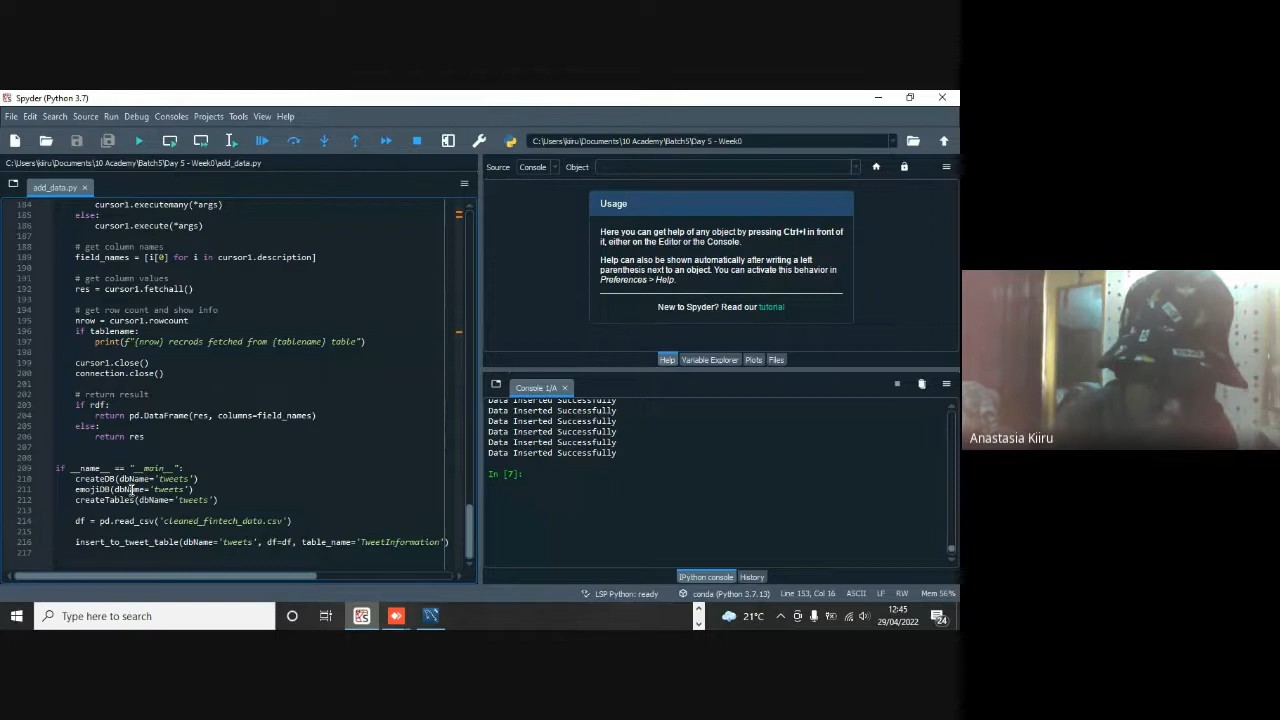 Spyder (Python 3.7)
File Edit Search Source Run Debug Consoles Projects Tools View Help
C:\Users\kiiru\Documents\10 Academy\Batch5\Day 5 - Week0
C:\Users\kiiru\Documents\10 Academy\Batch5\Day 5 - Week0\add_data.py
add_data.py
184 cursor1.executemany(*args)
185 else:
186 cursor1.execute(*args)
187
188 # get column names
189 field_names = [i[0] for i in cursor1.description]
190
191 # get column values
192 res = cursor1.fetchall()
193
194 # get row count and show info
195 nrow = cursor1.rowcount
196 if tablename:
197 print(f"{nrow} recrods fetched from {tablename} table")
198
199 cursor1.close()
200 connection.close()
201
202 # return result
203 if rdf:
204 return pd.DataFrame(res, columns=field_names)
205 else:
206 return res
207
208
209 if __name__ == "__main__":
210 createDB(dbName='tweets')
211 emojiDB(dbName='tweets')
212 createTables(dbName='tweets')
213
214 df = pd.read_csv('cleaned_fintech_data.csv')
215
216 insert_to_tweet_table(dbName='tweets', df=df, table_name='TweetInformation')
217
Source Console Object
Usage
Here you can get help of any object by pressing Ctrl+I in front
of it, either on the Editor or the Console.
Help can also be shown automatically after writing a left
parenthesis next to an object. You can activate this behavior in
Preferences > Help.
New to Spyder? Read our tutorial
Help Variable Explorer Plots Files
Console 1/A
Data Inserted Successfully
Data Inserted Successfully
Data Inserted Successfully
Data Inserted Successfully
Data Inserted Successfully
Data Inserted Successfully
In [7]:
IPython console History
LSP Python: ready conda (Python 3.7.13) Line 153, Col 16 ASCII LF RW Mem 56%
Type here to search
21°C
12:45
29/04/2022
24
Anastasia Kiiru